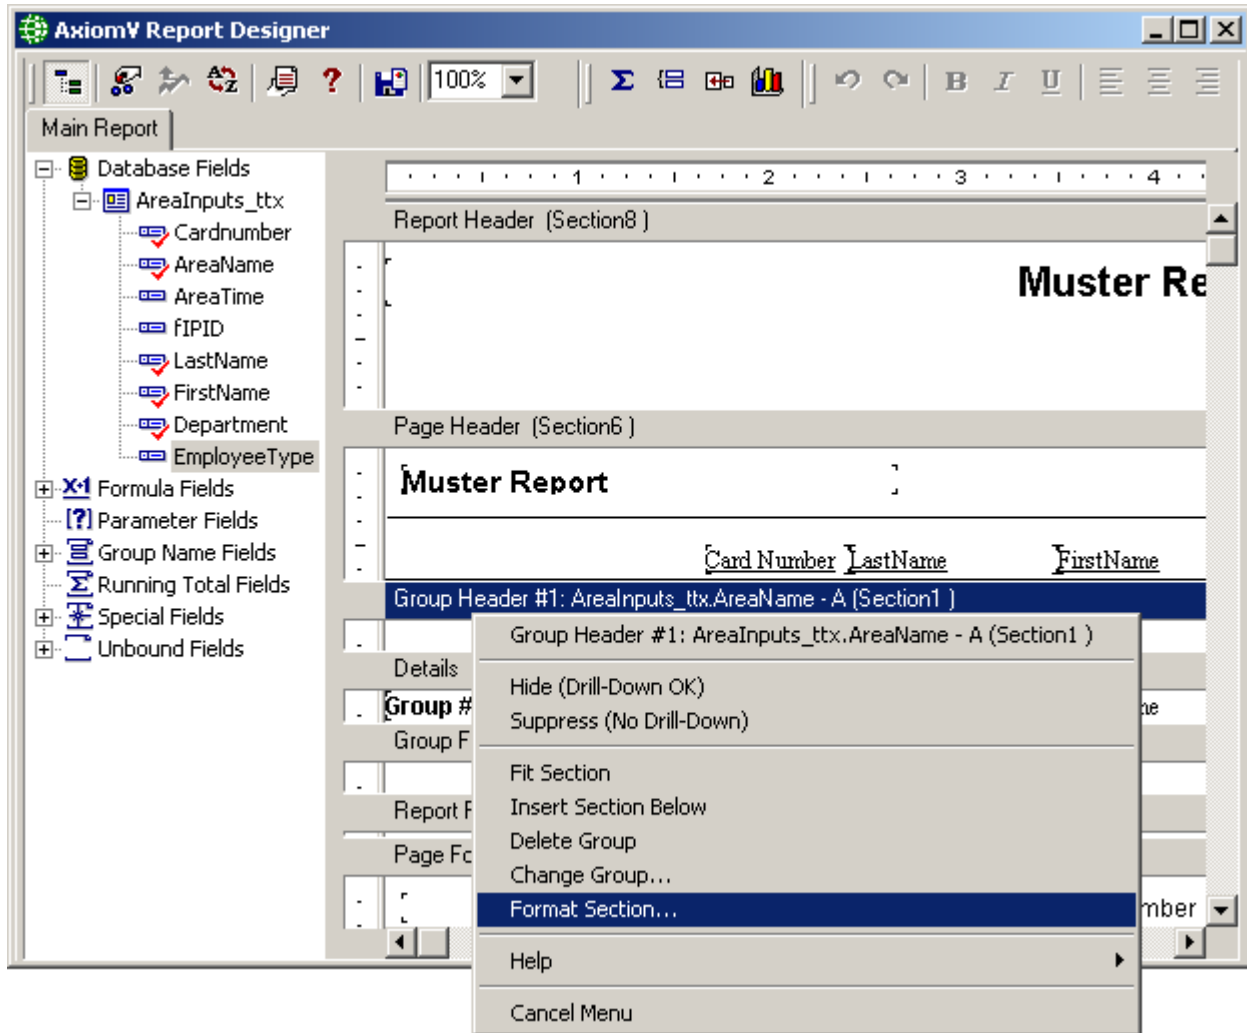 AxiomV Report Designer
100%
Σ
B I U
Main Report
Database Fields
AreaInputs_ttx
Cardnumber
AreaName
AreaTime
fIPID
LastName
FirstName
Department
EmployeeType
Formula Fields
Parameter Fields
Group Name Fields
Running Total Fields
Special Fields
Unbound Fields
1 2 3 4
Report Header (Section8 )
Muster Re
Page Header (Section6 )
Muster Report
Card Number LastName FirstName
Group Header #1: AreaInputs_ttx.AreaName - A (Section1 )
Details
Group #
Group F
Report F
Page Fo
mber
Group Header #1: AreaInputs_ttx.AreaName - A (Section1 )
Hide (Drill-Down OK)
Suppress (No Drill-Down)
Fit Section
Insert Section Below
Delete Group
Change Group...
Format Section...
Help
Cancel Menu